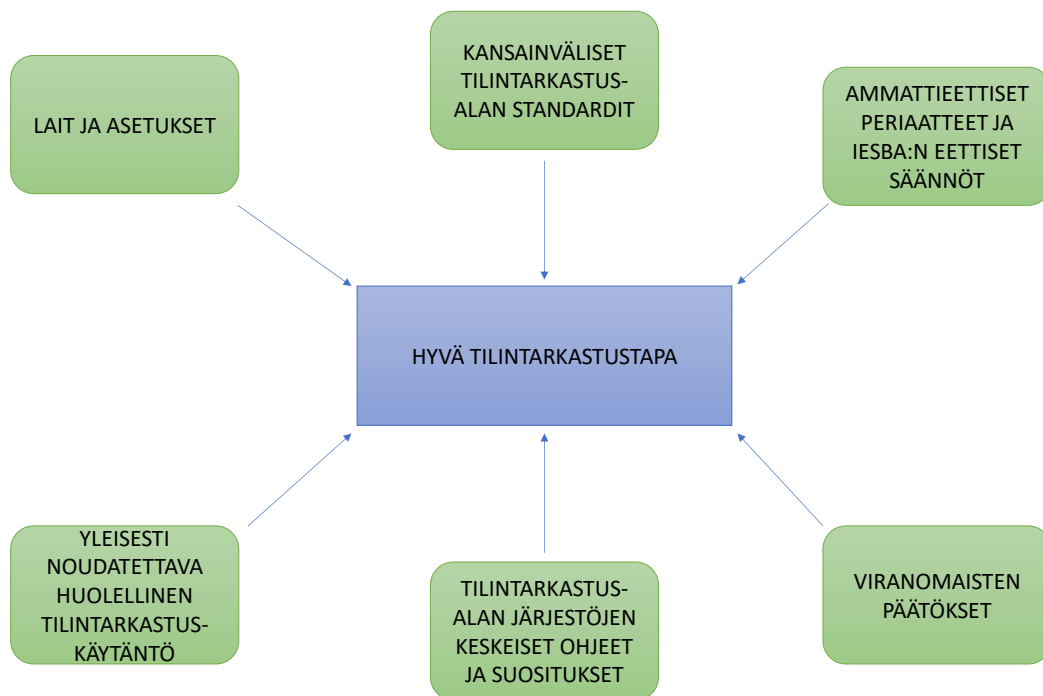 LAIT JA ASETUKSET
KANSAINVÄLISET
TILINTARKASTUS-
ALAN STANDARDIT
AMMATTIEETTISET
PERIAATTEET JA
IESBA:N EETTISET
SÄÄNNÖT
HYVÄ TILINTARKASTUSTAPA
YLEISESTI
NOUDATETTAVA
HUOLELLINEN
TILINTARKASTUS-
KÄYTÄNTÖ
TILINTARKASTUS-
ALAN JÄRJESTÖJEN
KESKEISET OHJEET
JA SUOSITUKSET
VIRANOMAISTEN
PÄÄTÖKSET